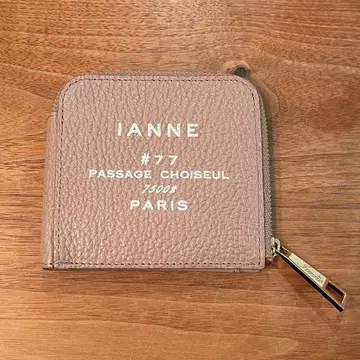 IANNE
#77
PASSAGE CHOISEUL
75002
PARIS